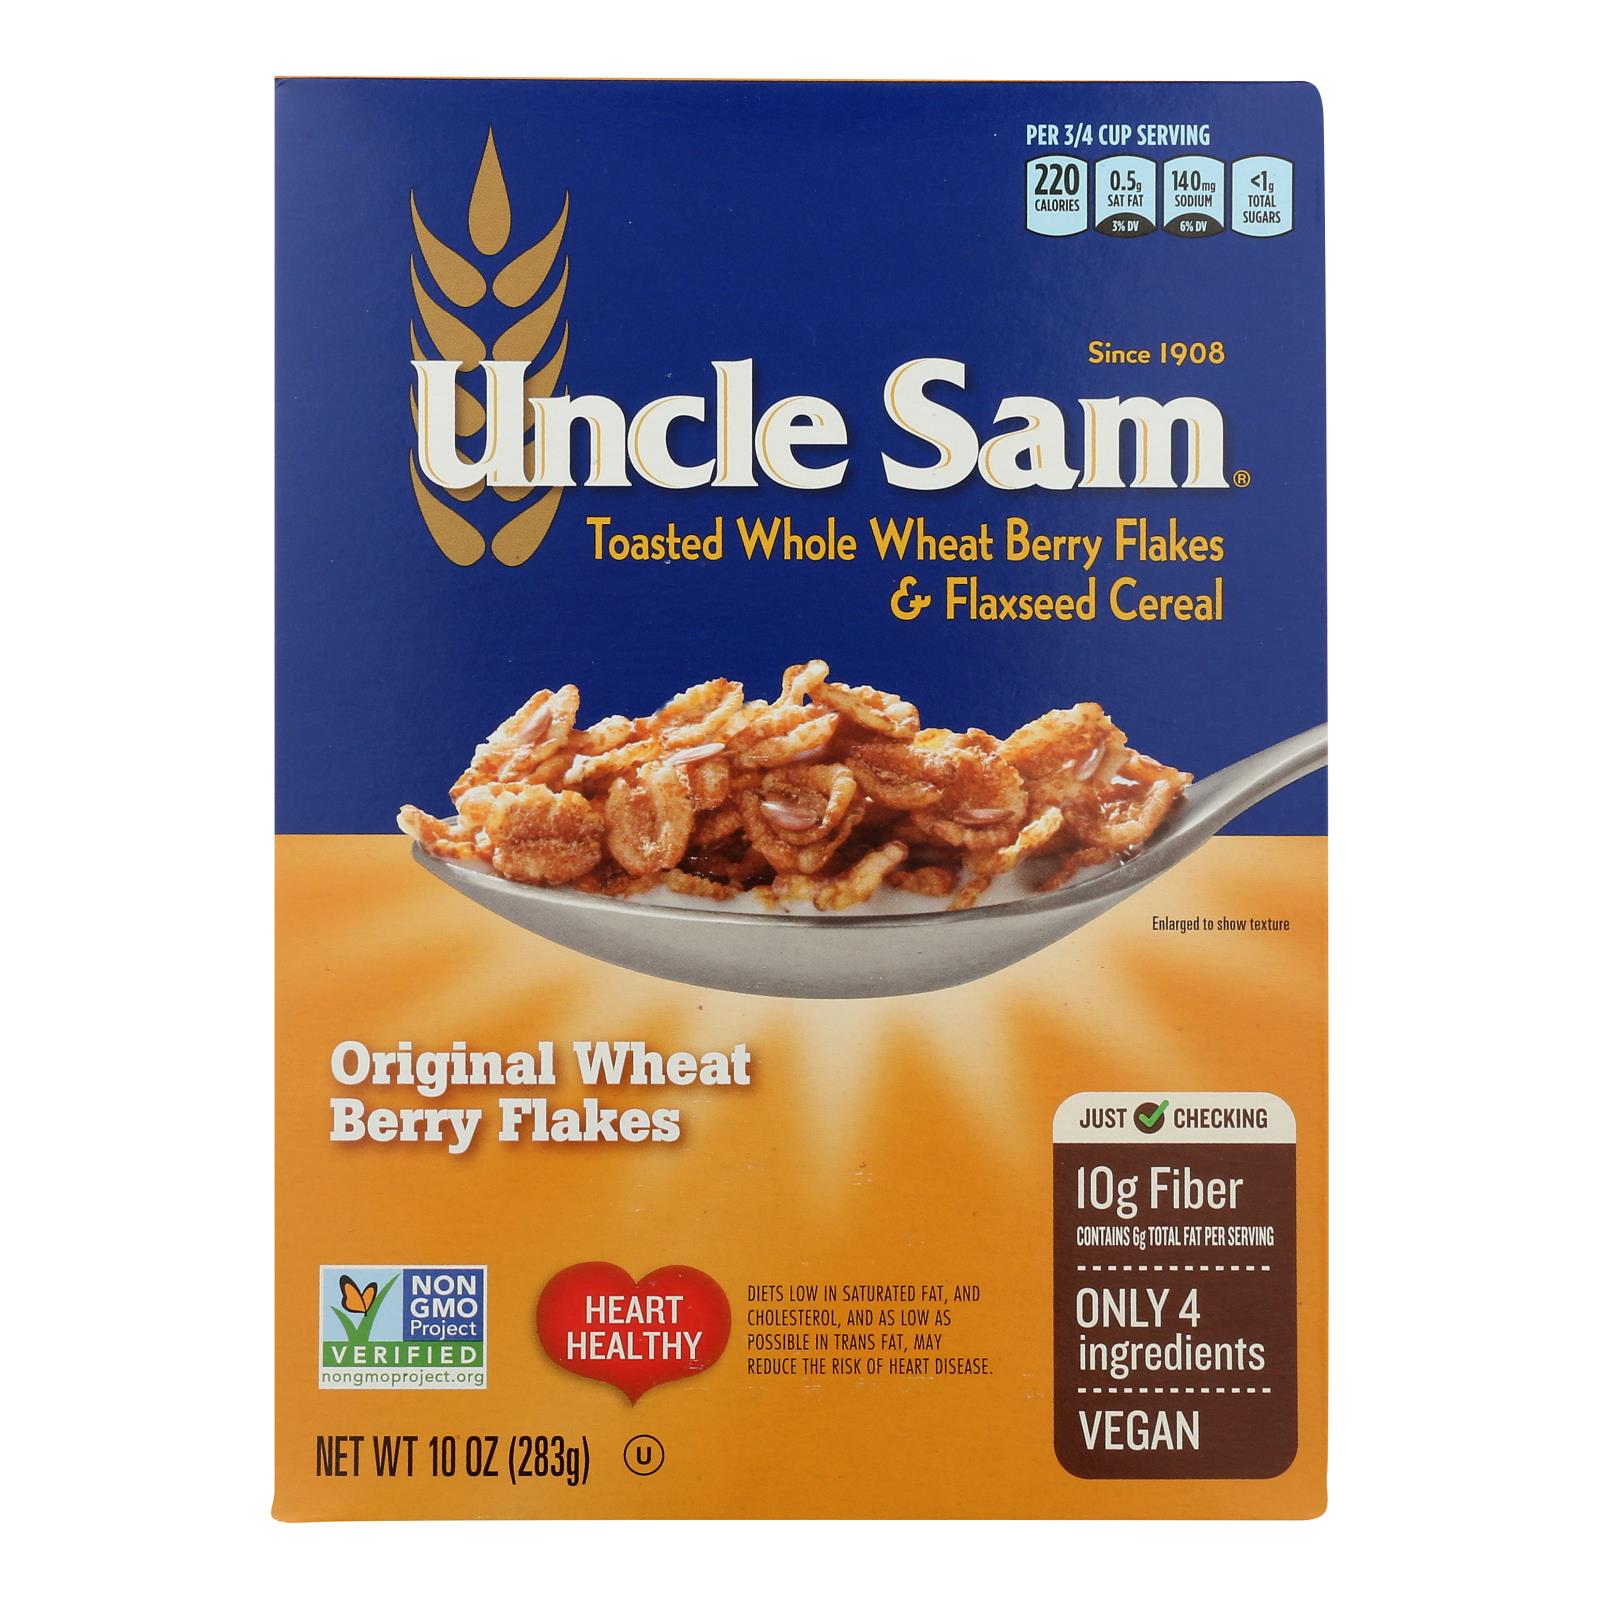 PER 3/4 CUP SERVING
220 CALORIES
0.5g SAT FAT 3% DV
140mg SODIUM 6% DV
<1g TOTAL SUGARS
Since 1908
Uncle Sam®
Toasted Whole Wheat Berry Flakes
& Flaxseed Cereal
Enlarged to show texture
Original Wheat
Berry Flakes
JUST CHECKING
10g Fiber
CONTAINS 6g TOTAL FAT PER SERVING
ONLY 4
ingredients
VEGAN
NON
GMO
Project
VERIFIED
nongmoproject.org
HEART
HEALTHY
DIETS LOW IN SATURATED FAT, AND
CHOLESTEROL, AND AS LOW AS
POSSIBLE IN TRANS FAT, MAY
REDUCE THE RISK OF HEART DISEASE.
NET WT 10 OZ (283g)
U